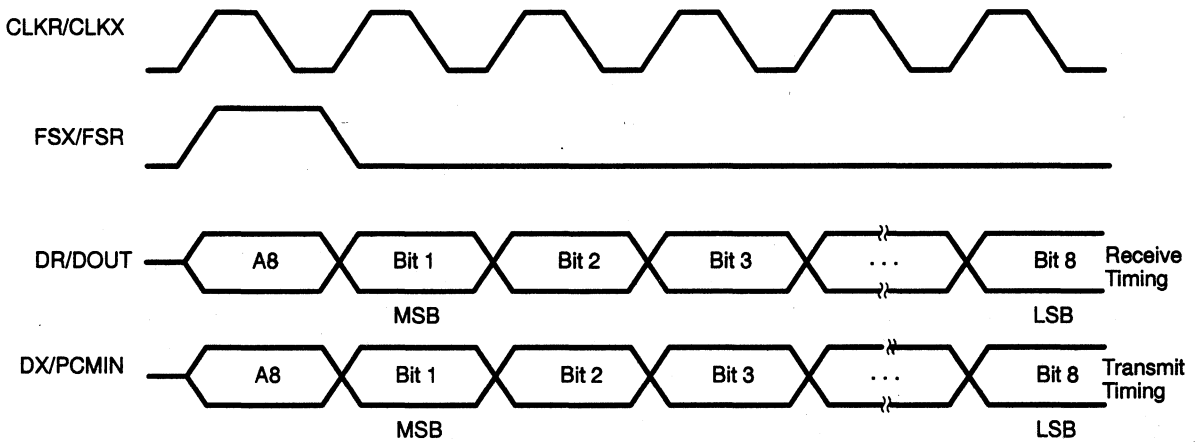 CLKR/CLKX
FSX/FSR
DR/DOUT A8 Bit 1 Bit 2 Bit 3 ... Bit 8 Receive
Timing
MSB LSB
DX/PCMIN A8 Bit 1 Bit 2 Bit 3 ... Bit 8 Transmit
Timing
MSB LSB